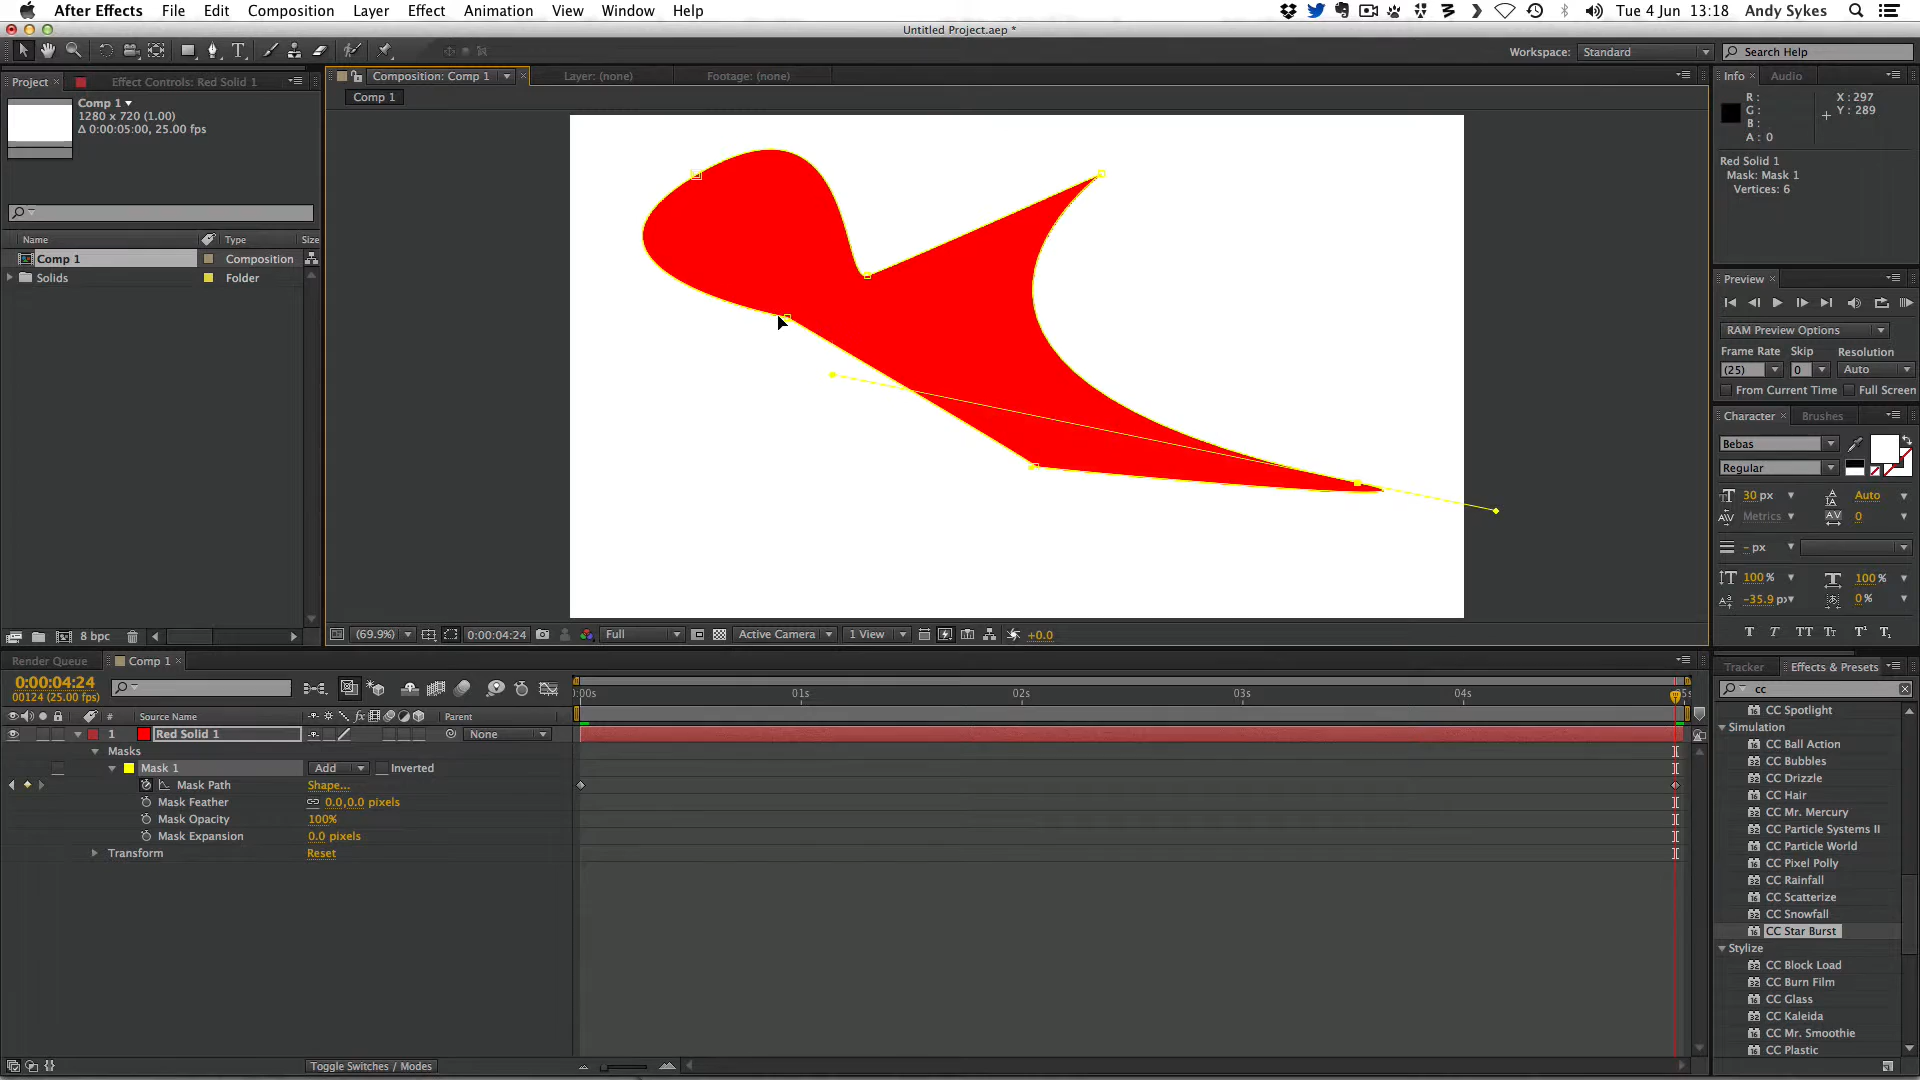 After Effects File Edit Composition Layer Effect Animation View Window Help Tue 4 Jun 13:18 Andy Sykes
Untitled Project.aep *
Workspace: Standard Search Help
Project × Effect Controls: Red Solid 1
Composition: Comp 1 Layer: (none) Footage: (none)
Info × Audio
Comp 1
Comp 1
1280 x 720 (1.00)
Δ 0:00:05:00, 25.00 fps
R :
G :
B :
A : 0
X : 297
Y : 289
Red Solid 1
Mask: Mask 1
Vertices: 6
Name Type Size
Comp 1 Composition
Solids Folder
Preview ×
RAM Preview Options
Frame Rate Skip Resolution
(25) 0 Auto
From Current Time Full Screen
Character × Brushes
Bebas
Regular
30 px Auto
Metrics 0
- px
100 % 100 %
-35.9 px 0 %
T T TT Tt T¹ T₁
8 bpc
(69.9%) 0:00:04:24 Full Active Camera 1 View +0.0
Render Queue Comp 1 ×
0:00:04:24
00124 (25.00 fps)
:00s 01s 02s 03s 04s 05s
# Source Name fx Parent
1 Red Solid 1 None
Masks
Mask 1 Add Inverted
Mask Path Shape...
Mask Feather 0.0,0.0 pixels
Mask Opacity 100%
Mask Expansion 0.0 pixels
Transform Reset
Toggle Switches / Modes
Tracker Effects & Presets
cc
CC Spotlight
Simulation
CC Ball Action
CC Bubbles
CC Drizzle
CC Hair
CC Mr. Mercury
CC Particle Systems II
CC Particle World
CC Pixel Polly
CC Rainfall
CC Scatterize
CC Snowfall
CC Star Burst
Stylize
CC Block Load
CC Burn Film
CC Glass
CC Kaleida
CC Mr. Smoothie
CC Plastic